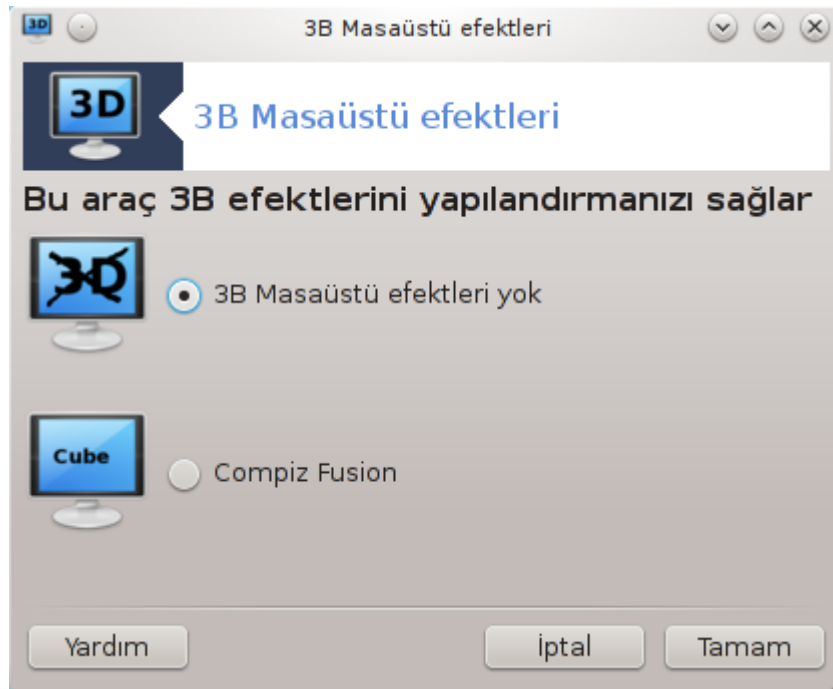 3D
3B Masaüstü efektleri
3D
3B Masaüstü efektleri
Bu araç 3B efektlerini yapılandırmanızı sağlar
3D
3B Masaüstü efektleri yok
Cube
Compiz Fusion
Yardım
İptal
Tamam